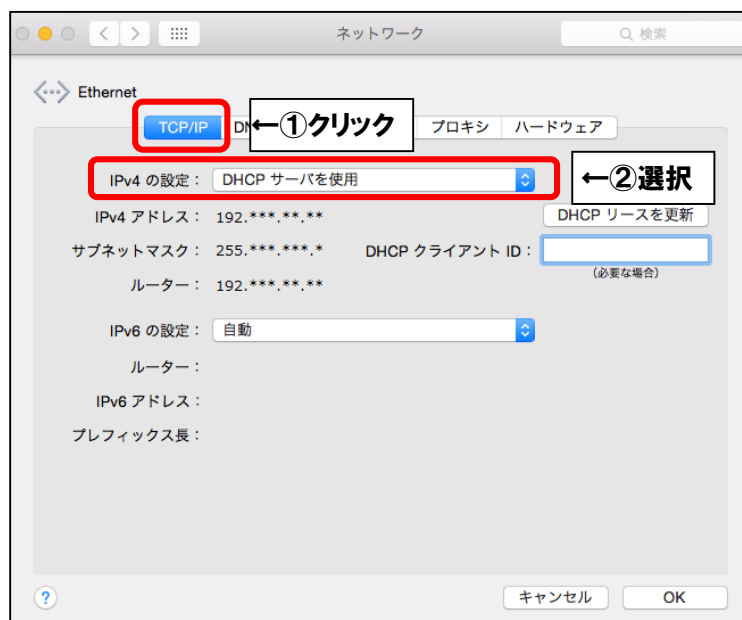 ネットワーク
検索
Ethernet
TCP/IP
←①クリック
プロキシ ハードウェア
IPv4 の設定： DHCP サーバを使用
←②選択
IPv4 アドレス： 192.***.**.**
DHCP リースを更新
サブネットマスク： 255.***.***.*
DHCP クライアント ID：
（必要な場合）
ルーター： 192.***.**.**
IPv6 の設定： 自動
ルーター：
IPv6 アドレス：
プレフィックス長：
?
キャンセル
OK